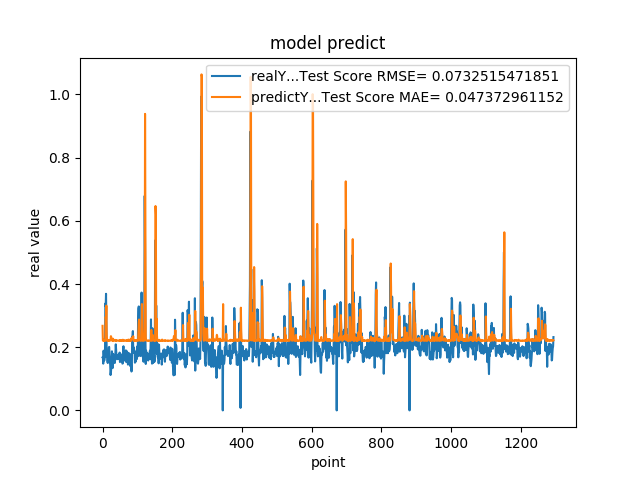 model predict
realY...Test Score RMSE= 0.0732515471851
predictY...Test Score MAE= 0.047372961152
1.0
0.8
0.6
0.4
0.2
0.0
real value
0 200 400 600 800 1000 1200
point